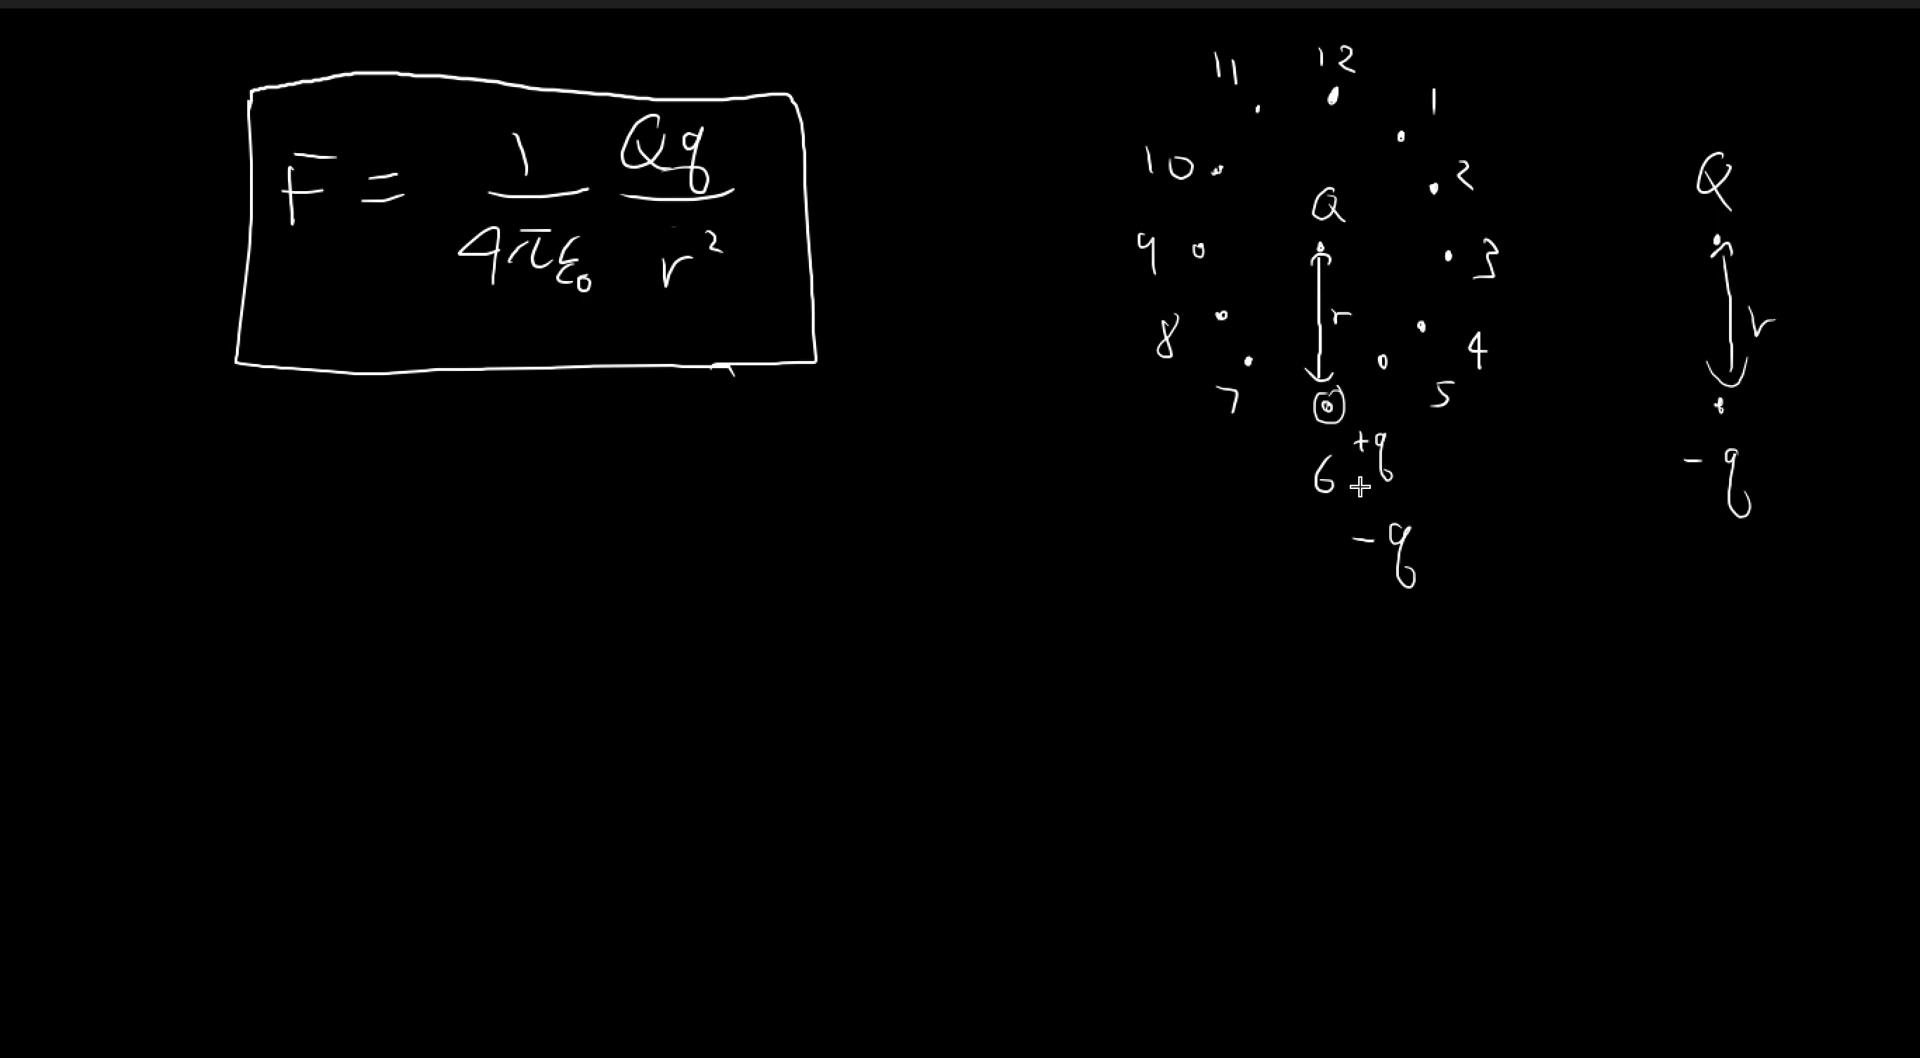 F = 1/4πε₀ Qq/r²
11 12 1
10 2
Q
9 3
r
8 4
7 5
+q
6
-q
Q
r
-q